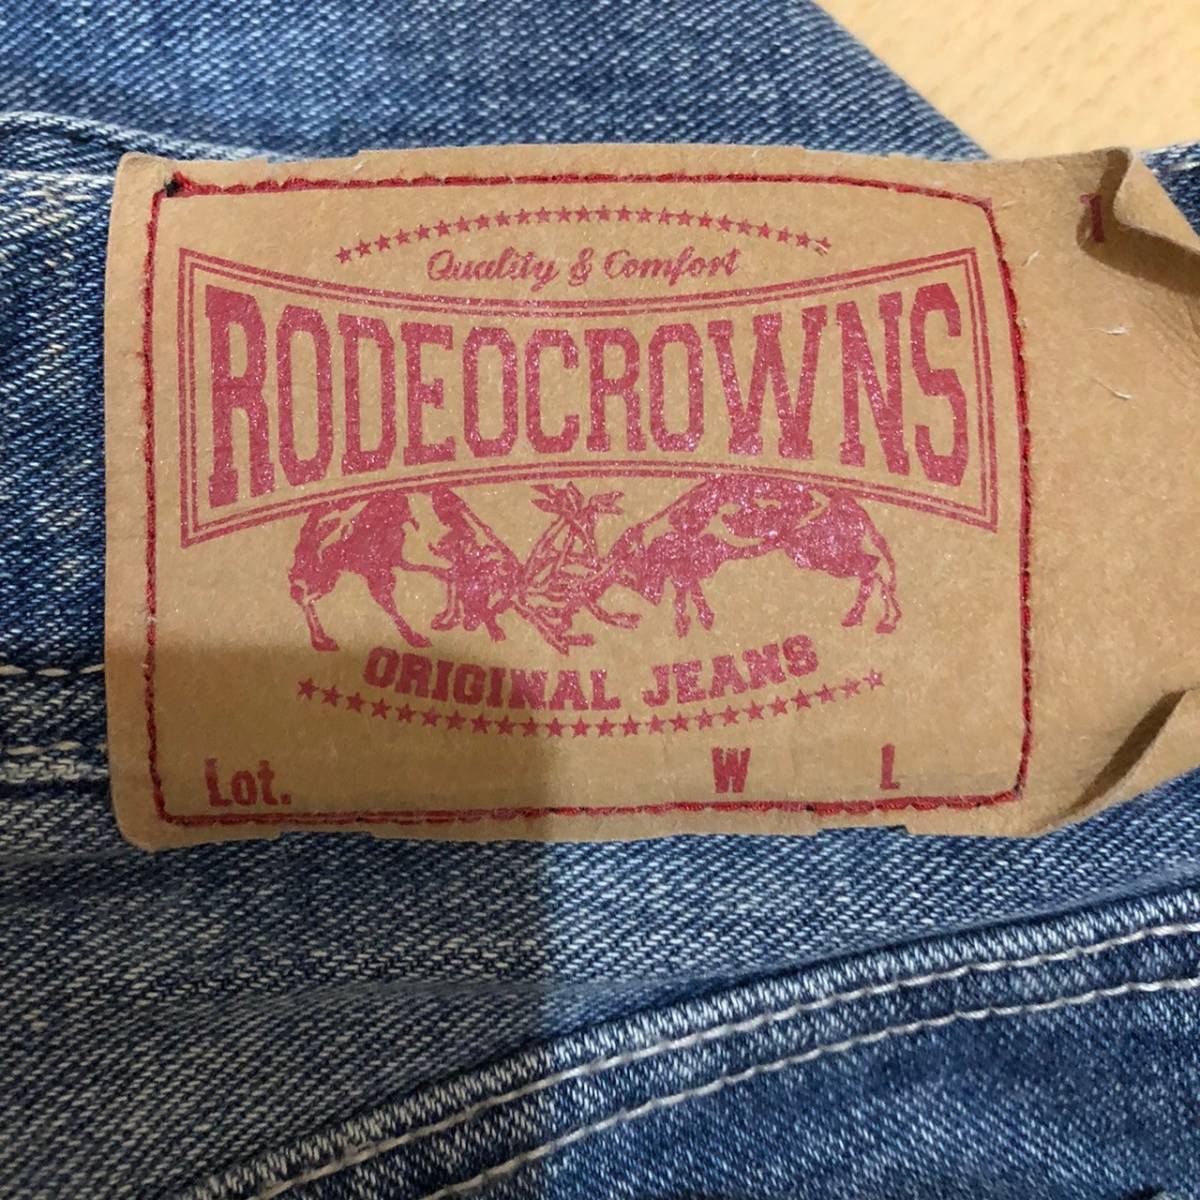 Quality & Comfort
RODEOCROWNS
ORIGINAL JEANS
Lot. W L